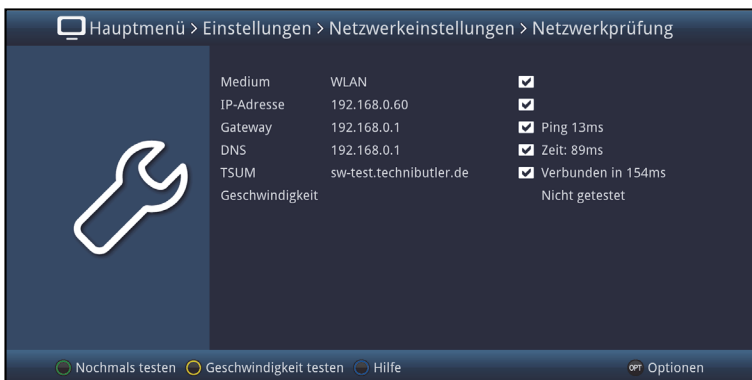 Hauptmenü > Einstellungen > Netzwerkeinstellungen > Netzwerkprüfung
Medium WLAN
IP-Adresse 192.168.0.60
Gateway 192.168.0.1 Ping 13ms
DNS 192.168.0.1 Zeit: 89ms
TSUM sw-test.technibutler.de Verbunden in 154ms
Geschwindigkeit Nicht getestet
Nochmals testen Geschwindigkeit testen Hilfe OPT Optionen